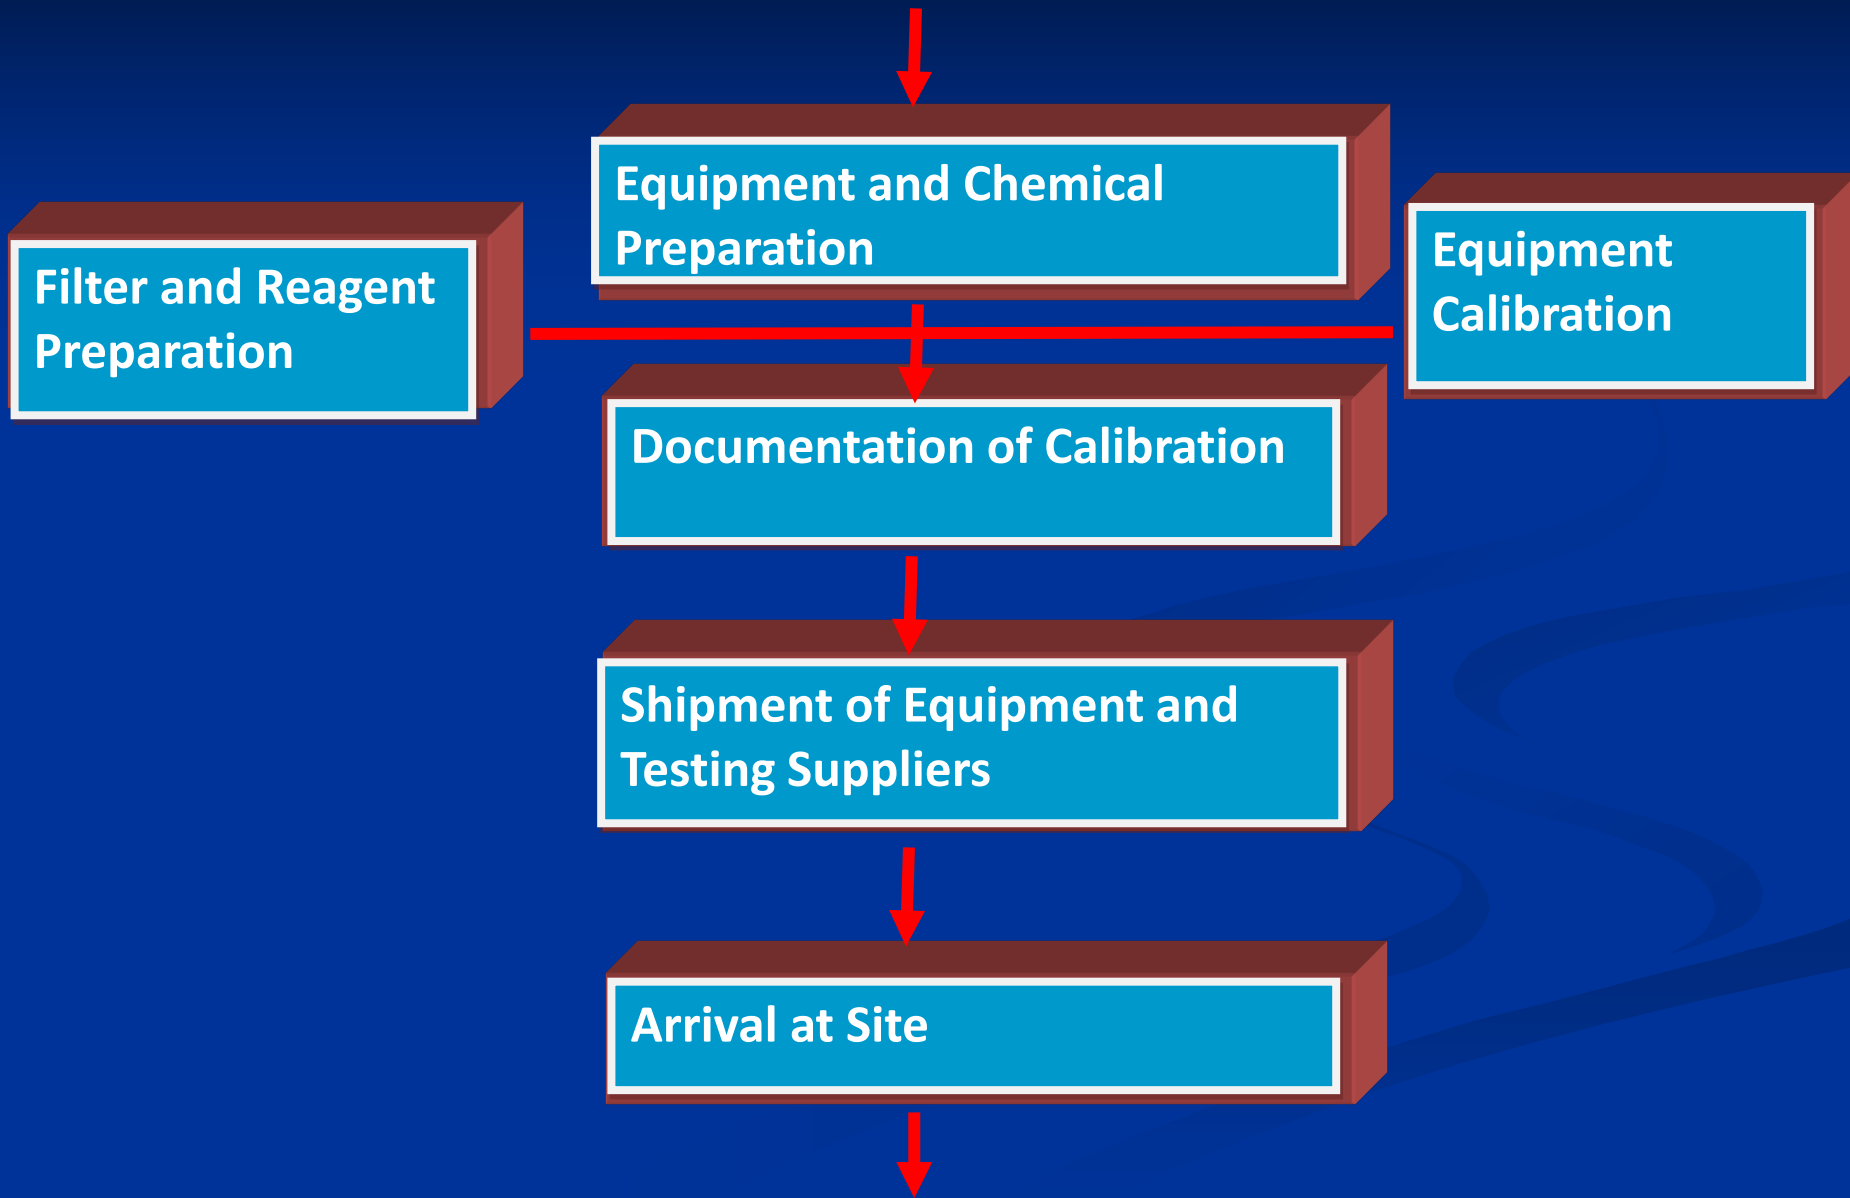 Equipment and Chemical
Preparation
Filter and Reagent
Preparation
Equipment
Calibration
Documentation of Calibration
Shipment of Equipment and
Testing Suppliers
Arrival at Site